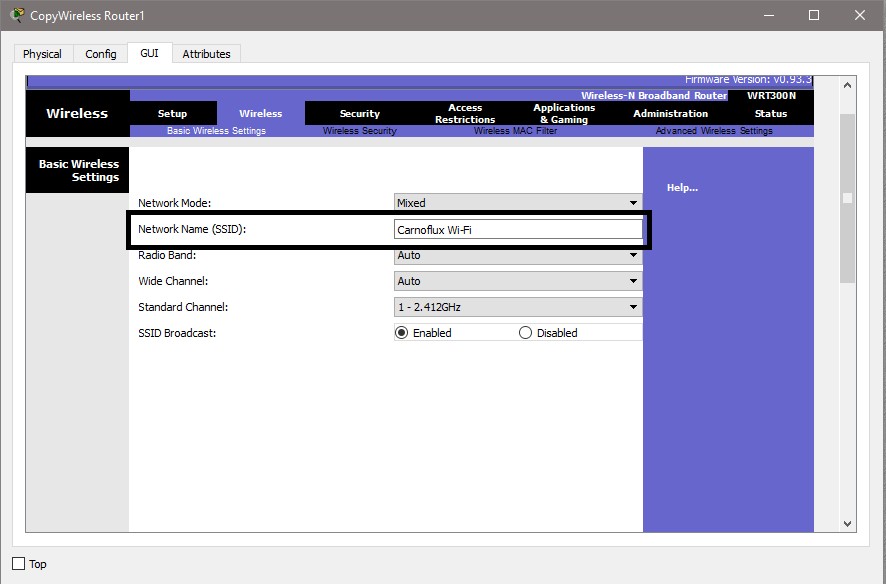 CopyWireless Router1
Physical Config GUI Attributes
Firmware Version: v0.93.3
Wireless-N Broadband Router WRT300N
Wireless Setup Wireless Security Access Restrictions Applications & Gaming Administration Status
Basic Wireless Settings Wireless Security Wireless MAC Filter Advanced Wireless Settings
Basic Wireless
Settings
Help...
Network Mode: Mixed
Network Name (SSID): Carnoflux Wi-Fi
Radio Band: Auto
Wide Channel: Auto
Standard Channel: 1 - 2.412GHz
SSID Broadcast: Enabled Disabled
Top